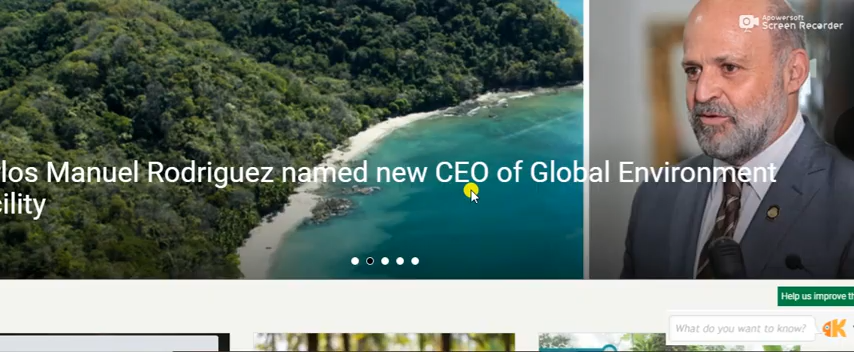 Apowersoft
Screen Recorder
los Manuel Rodriguez named new CEO of Global Environment
ility
Help us improve th
What do you want to know?
4K